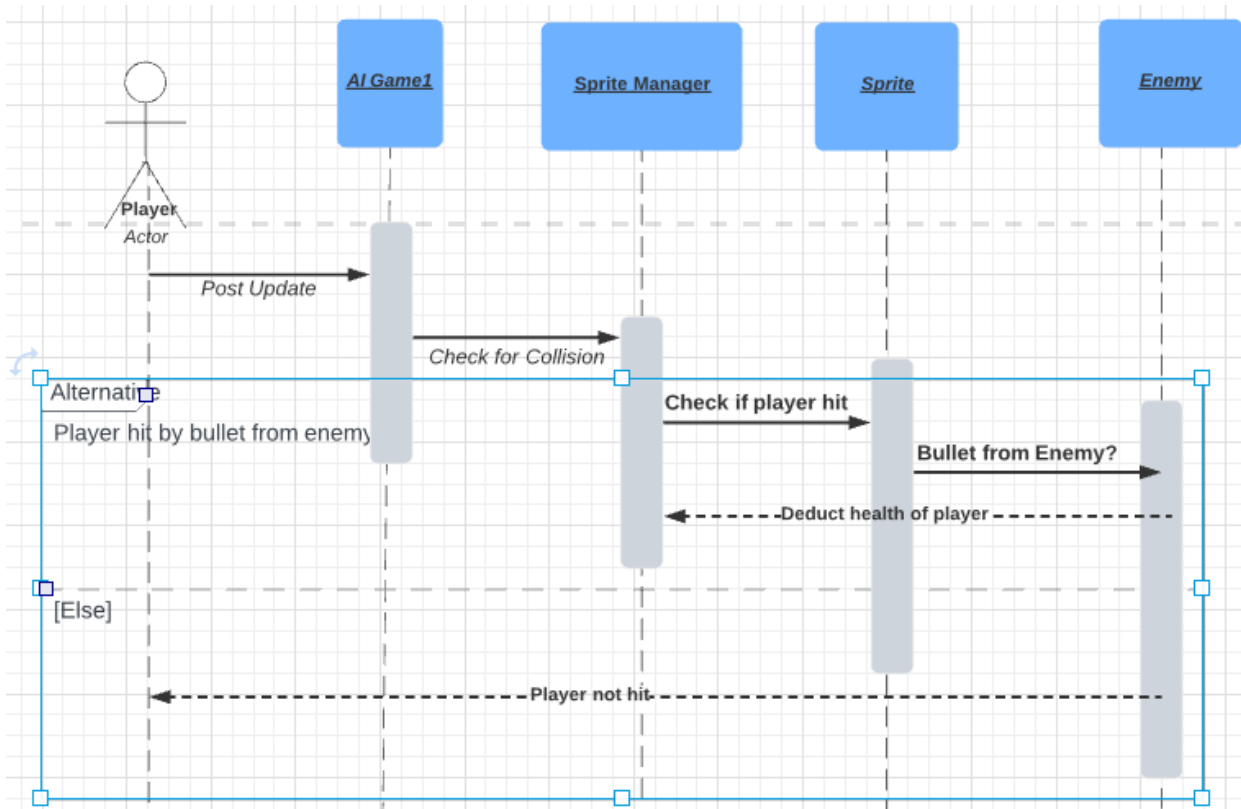 AI Game1
Sprite Manager
Sprite
Enemy
Player
Actor
Post Update
Check for Collision
Alternative
Player hit by bullet from enemy
Check if player hit
Bullet from Enemy?
Deduct health of player
[Else]
Player not hit